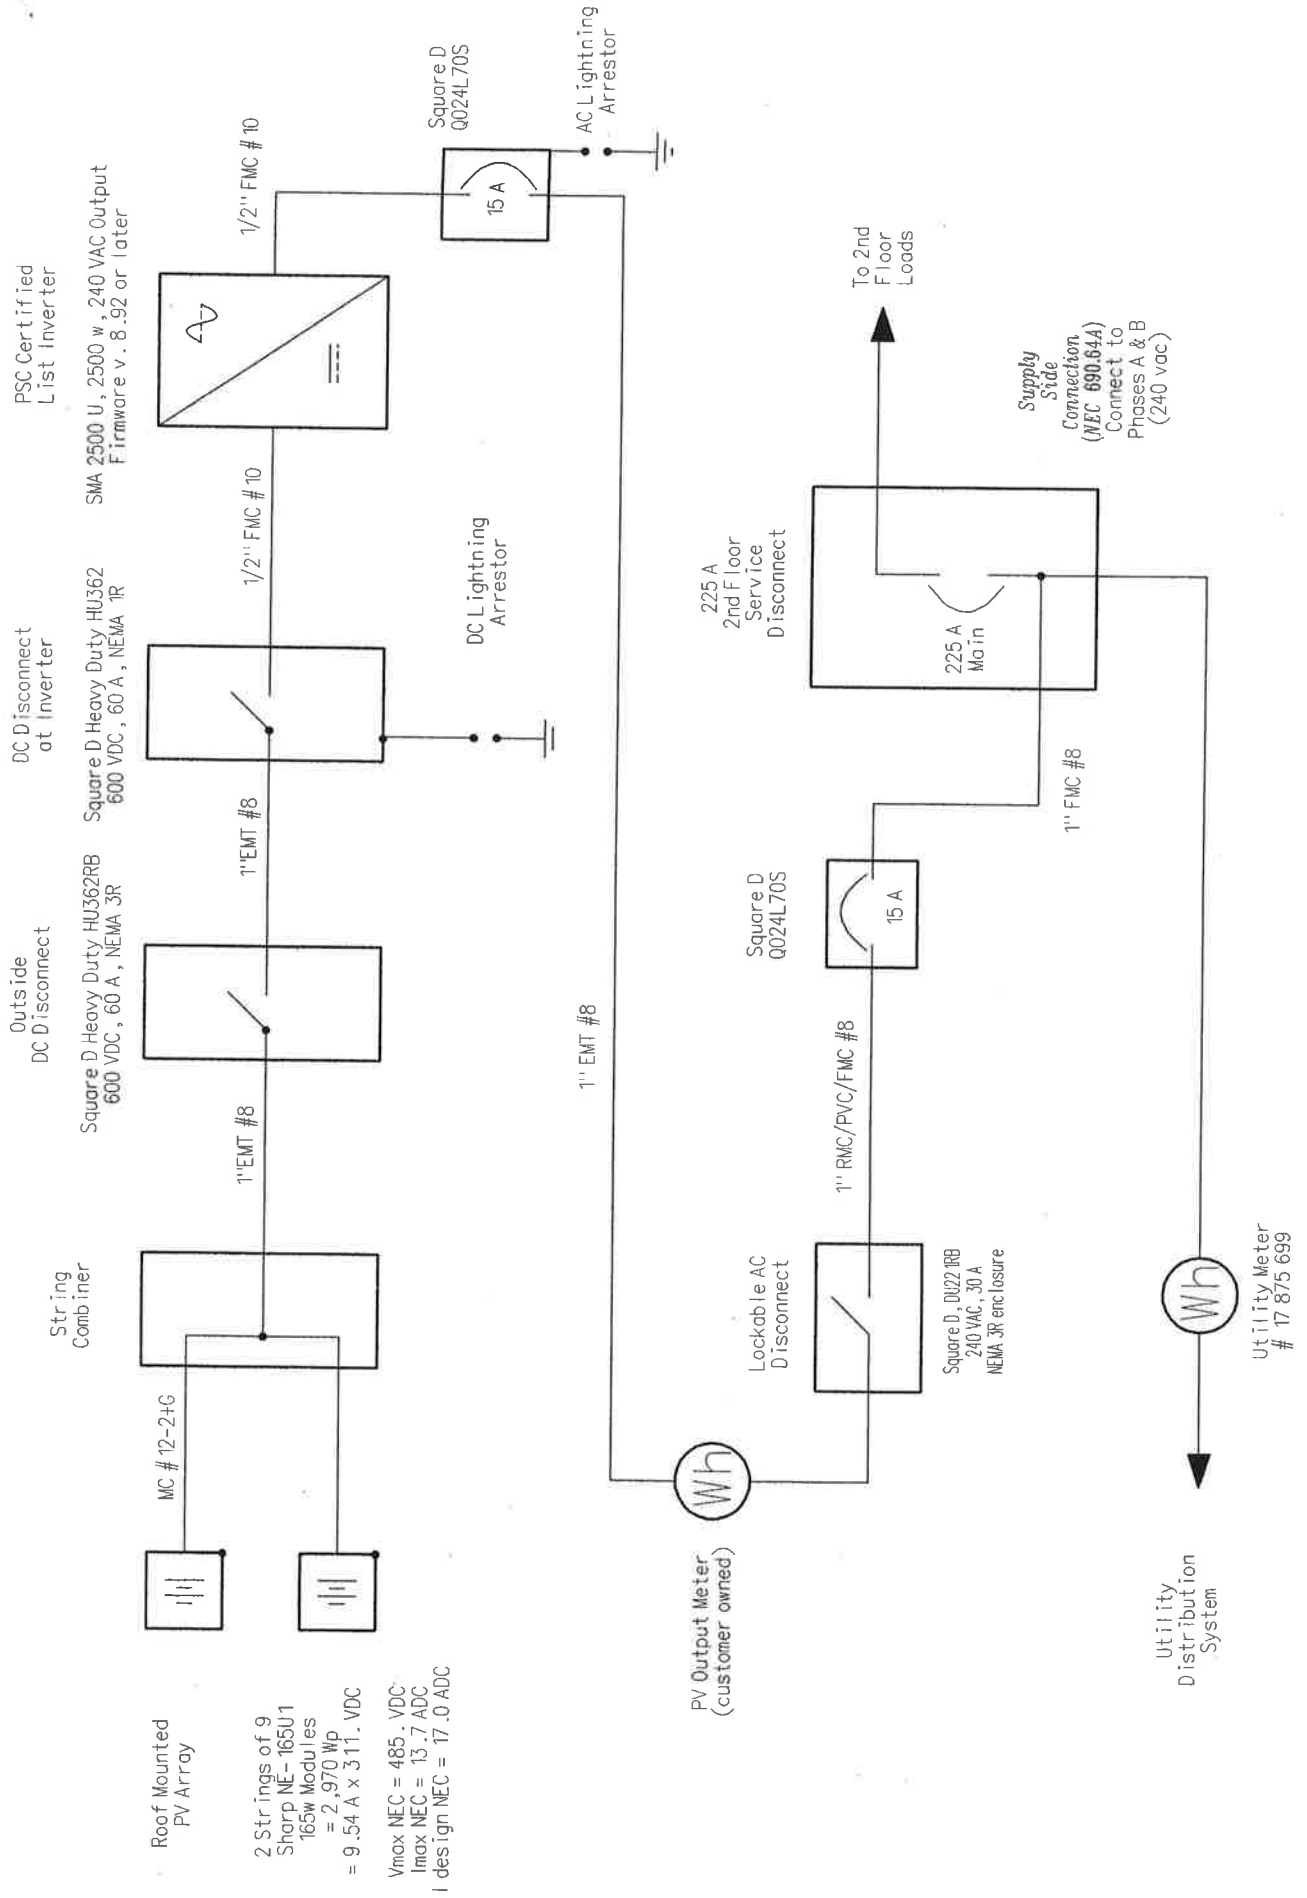 Roof Mounted
PV Array
2 Strings of 9
Sharp NE-165U1
165w Modules
= 2,970 Wp
= 9.54 A x 311. VDC
Vmax NEC = 485. VDC
Imax NEC = 13.7 ADC
I design NEC = 17.0 ADC
MC # 12-2+G
String
Combiner
1"EMT #8
Outside
DC Disconnect
Square D Heavy Duty HU362RB
600 VDC, 60 A, NEMA 3R
1"EMT #8
DC Disconnect
at Inverter
Square D Heavy Duty HU362
600 VDC, 60 A, NEMA 1R
DC Lightning
Arrestor
1/2" FMC # 10
PSC Certified
List Inverter
SMA 2500 U, 2500 w, 240 VAC Output
Firmware v. 8.92 or later
1/2" FMC # 10
Square D
QO24L70S
15 A
AC Lightning
Arrestor
1" EMT #8
PV Output Meter
(customer owned)
Wh
Lockable AC
Disconnect
Square D, DU221RB
240 VAC, 30 A
NEMA 3R enclosure
1" RMC/PVC/FMC #8
Square D
QO24L70S
15 A
1" FMC #8
225 A
2nd Floor
Service
Disconnect
225 A
Main
To 2nd
Floor
Loads
Supply
Side
Connection
(NEC 690.64A)
Connect to
Phases A & B
(240 vac)
Wh
Utility Meter
# 17 875 699
Utility
Distribution
System